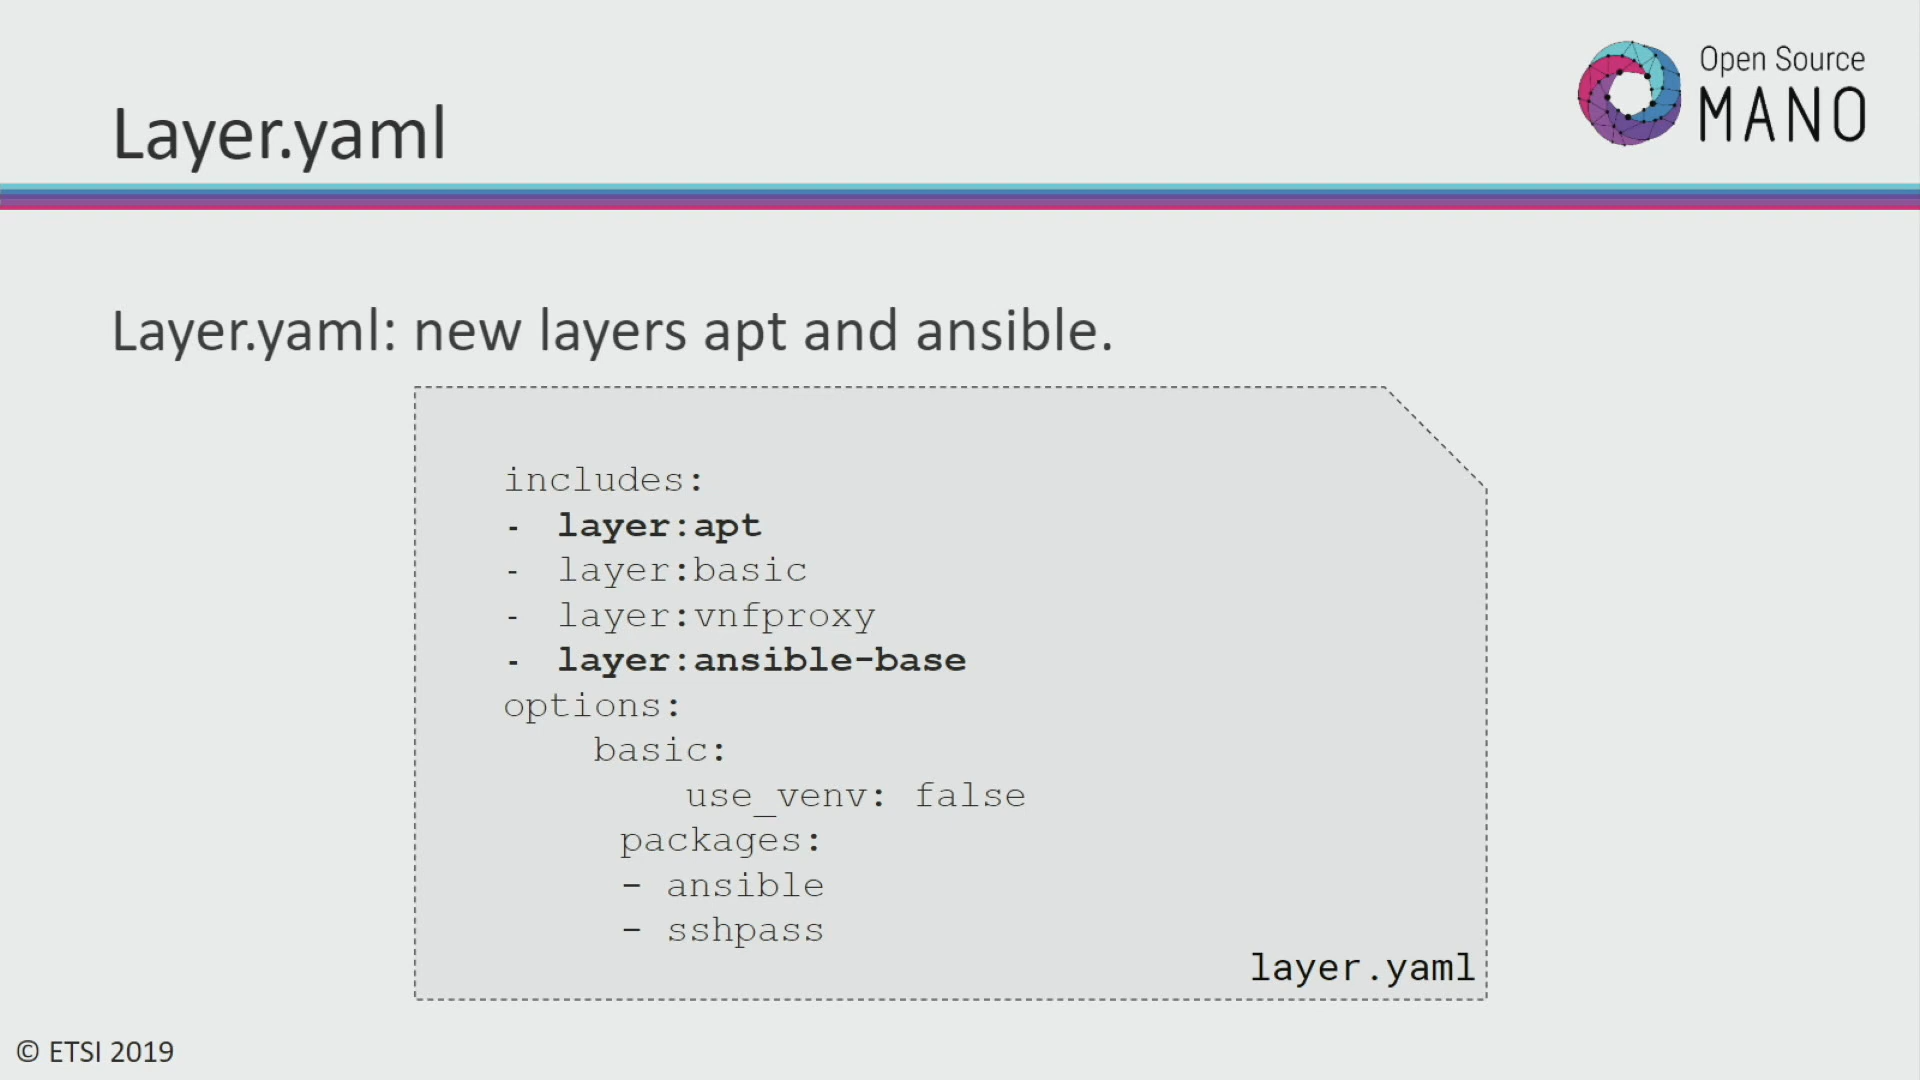 Open Source
MANO
Layer.yaml
Layer.yaml: new layers apt and ansible.
includes:
- layer:apt
- layer:basic
- layer:vnfproxy
- layer:ansible-base
options:
basic:
use_venv: false
packages:
- ansible
- sshpass
layer.yaml
© ETSI 2019